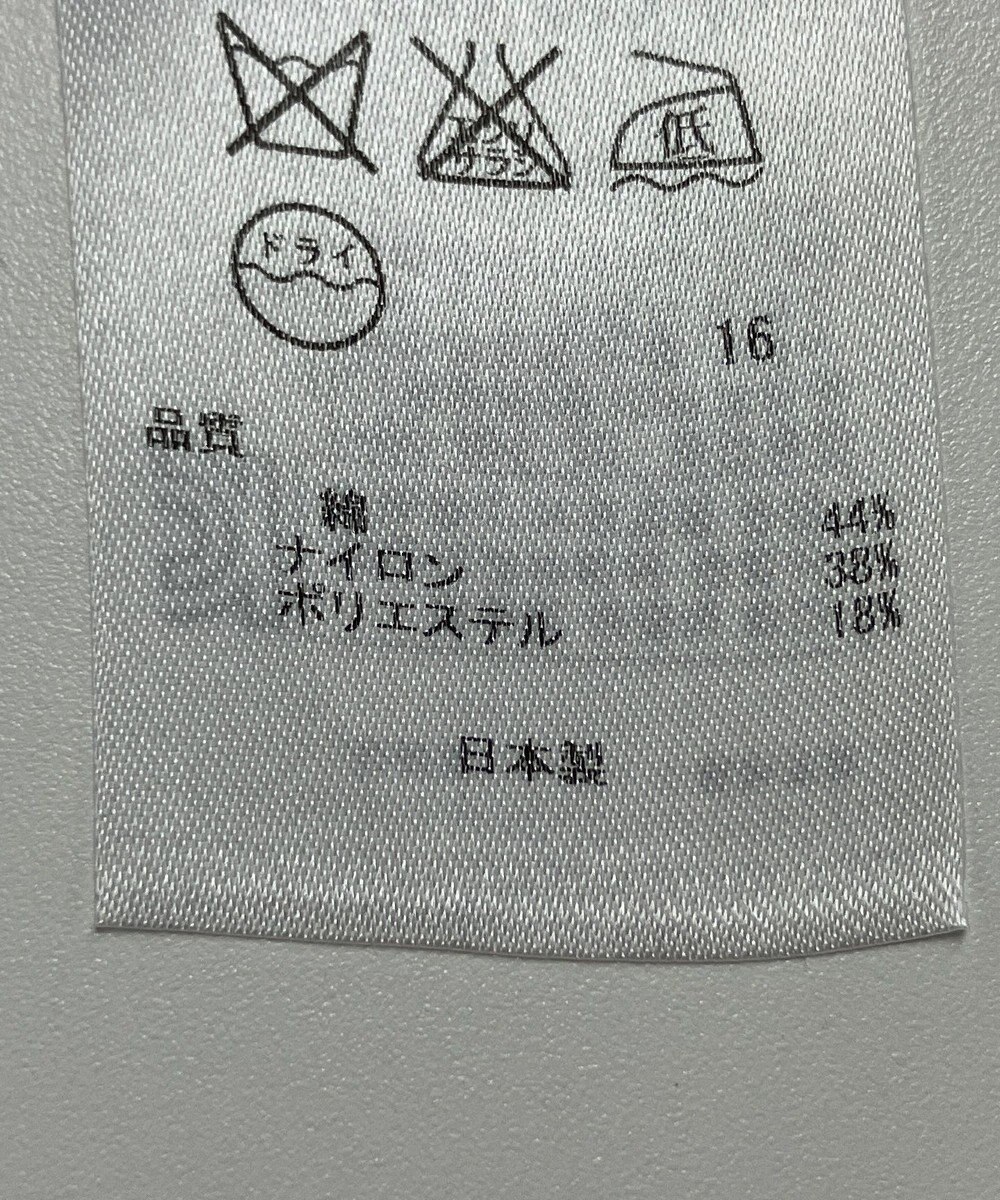 エンソ サラシ 低
ドライ
16
品質
綿 44%
ナイロン 38%
ポリエステル 18%
日本製